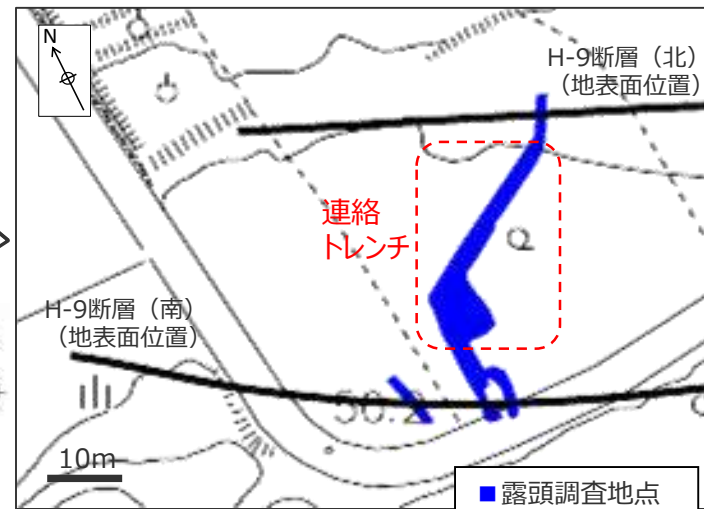 N
H-9断層（北）
（地表面位置）
連絡
トレンチ
H-9断層（南）
（地表面位置）
50.2
10m
露頭調査地点